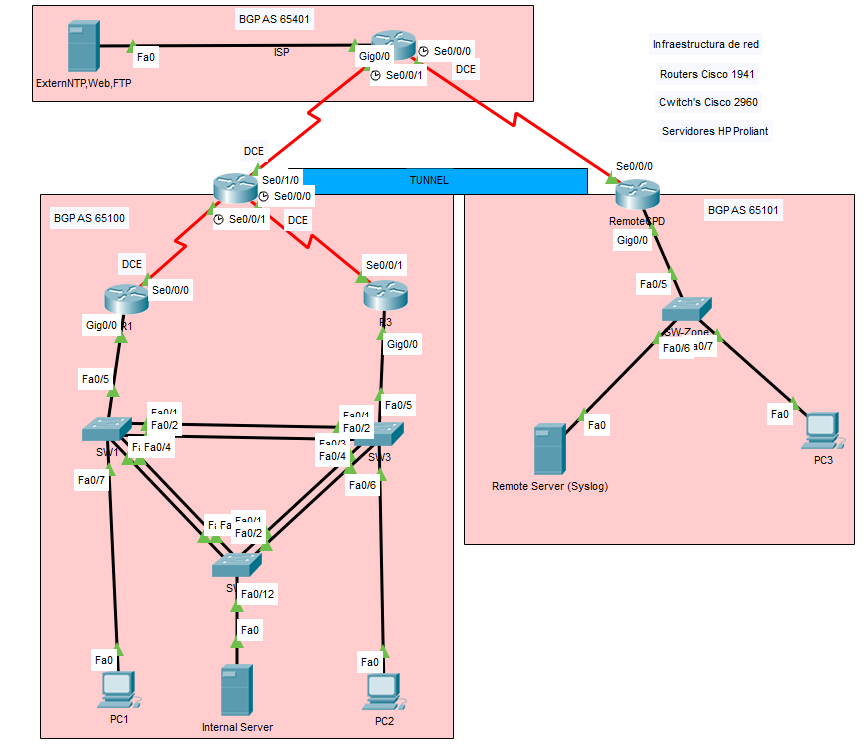 BGP AS 65401
Fa0
ISP
Gig0/0
Se0/0/0
DCE
Se0/0/1
ExternNTP,Web,FTP
Infraestructura de red
Routers Cisco 1941
Cwitch's Cisco 2960
Servidores HP Proliant
DCE
Se0/1/0
TUNNEL
Se0/0/0
BGP AS 65100
Se0/0/0
Se0/0/1
DCE
BGP AS 65101
Gig0/0
DCE
Se0/0/0
Se0/0/1
Fa0/5
Gig0/0
R1
R3
Gig0/0
SW-Zone
Fa0/6
Fa0/5
Fa0/5
Fa0/1
Fa0/2
Fa0/1
Fa0/2
SW1
Fa0/4
Fa0/3
Fa0/4
SW3
Fa0/7
Fa0/6
Fa0
Fa0
PC3
Remote Server (Syslog)
Fa0/1
Fa0/2
Fa0/12
Fa0
Fa0
Fa0
PC1
Internal Server
PC2